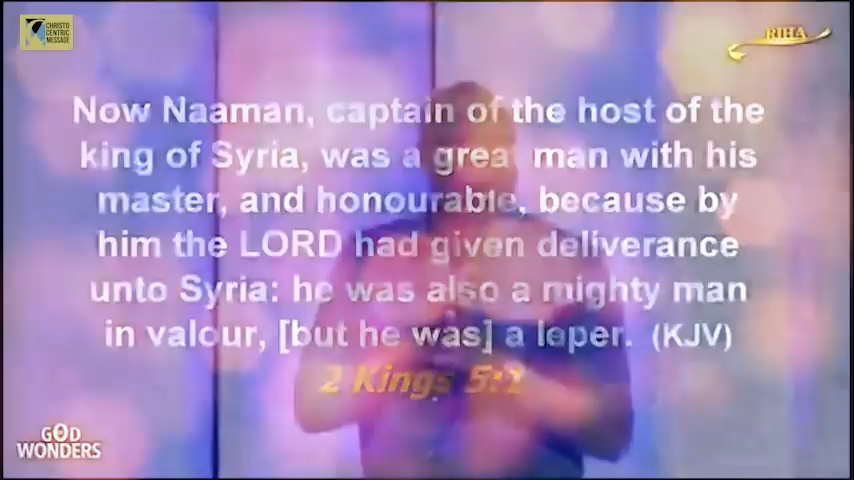 CHRISTO
CENTRIC
MESSAGE
RIHA
Now Naaman, captain of the host of the
king of Syria, was a great man with his
master, and honourable, because by
him the LORD had given deliverance
unto Syria: he was also a mighty man
in valour, [but he was] a leper. (KJV)
2 Kings 5:1
GOD
WONDERS